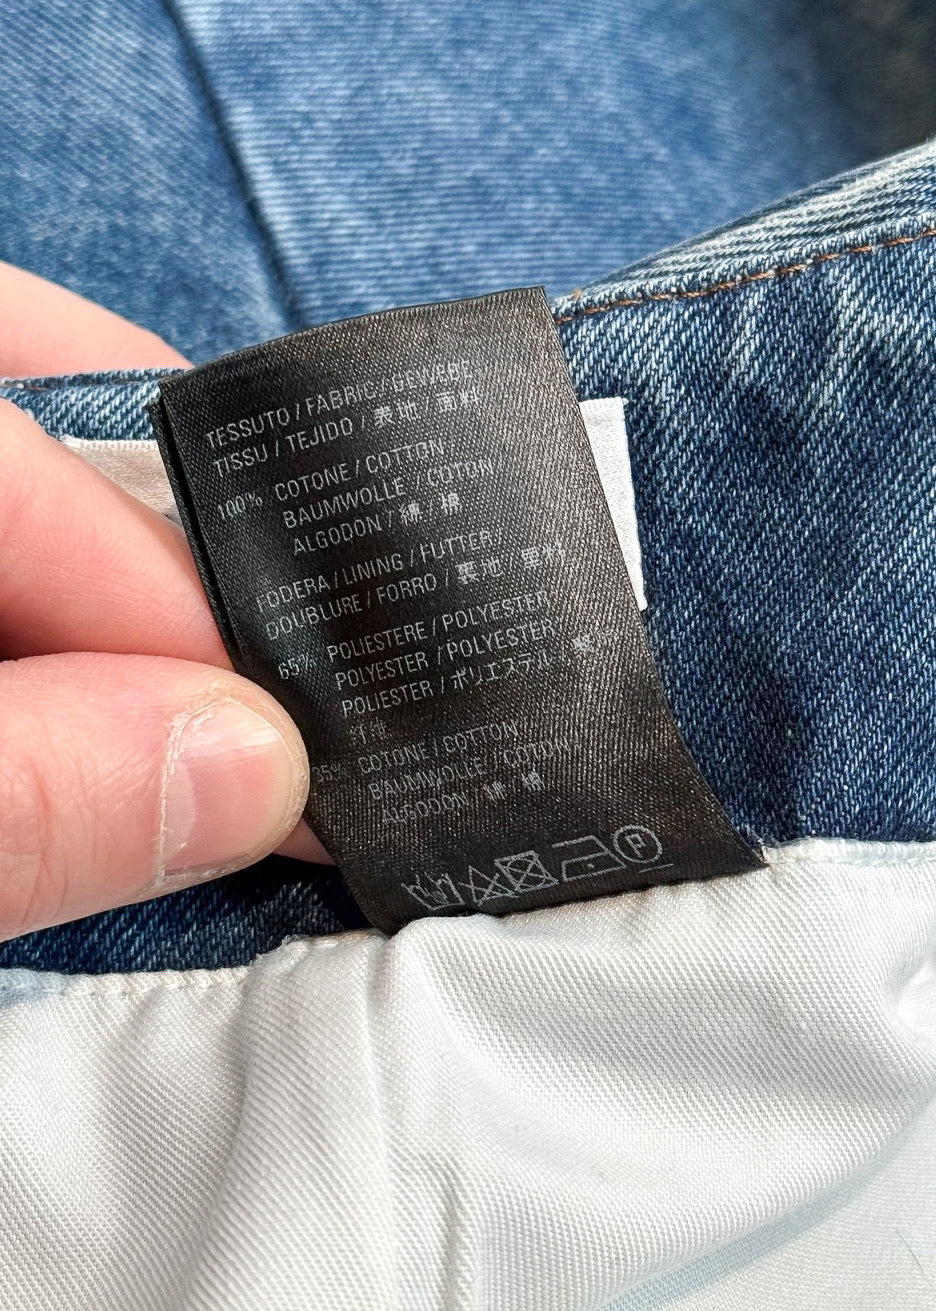 TESSUTO / FABRIC / GEWEBE
TISSU / TEJIDO / 表地 / 面料
100% COTONE / COTTON
BAUMWOLLE / COTON
ALGODON / 綿 / 棉
FODERA / LINING / FUTTER /
DOUBLURE / FORRO / 裏地 里料
65% POLIESTERE / POLYESTER
POLYESTER / POLYESTER
POLIESTER / ポリエステル
35% COTONE / COTTON
BAUMWOLLE / COTON
ALGODON / 綿 棉
P